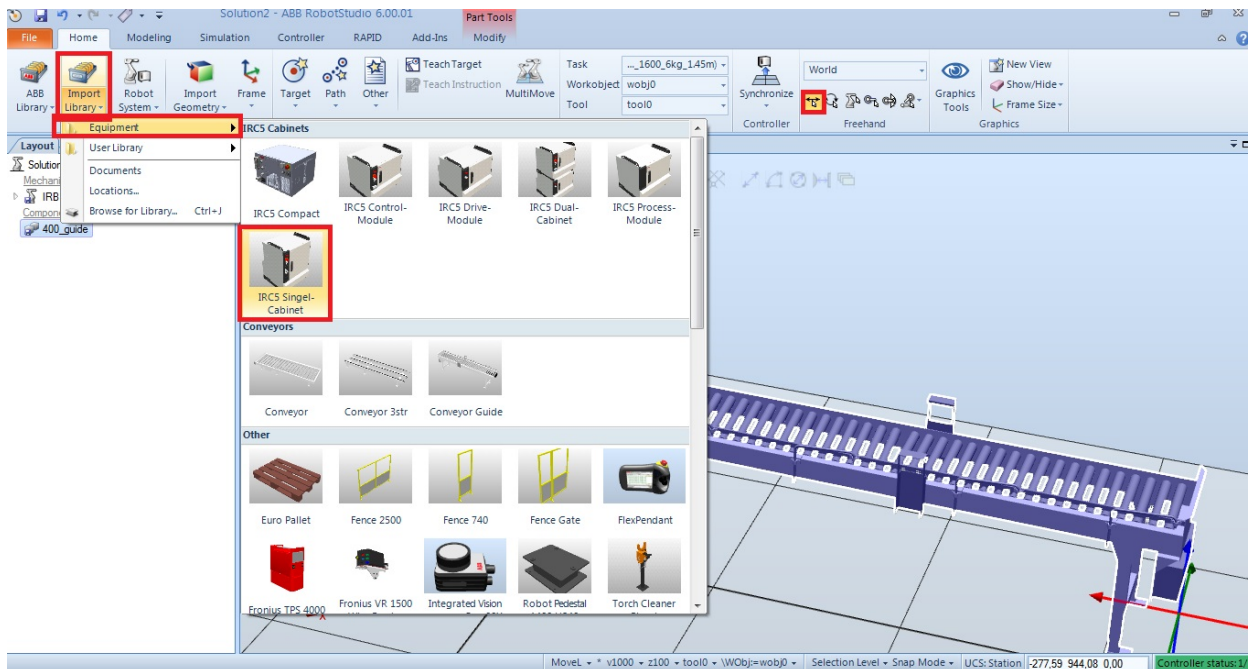 Solution2 - ABB RobotStudio 6.00.01
Part Tools
File Home Modeling Simulation Controller RAPID Add-Ins Modify
ABB Library
Import Library
Robot System
Import Geometry
Frame
Target
Path
Other
Teach Target
Teach Instruction
MultiMove
Task ..._1600_6kg_1.45m)
Workobject wobj0
Tool tool0
Synchronize
World
Graphics Tools
New View
Show/Hide
Frame Size
Controller
Freehand
Graphics
Equipment
User Library
Documents
Locations...
Browse for Library... Ctrl+J
Layout
Solution
Mechani
IRB
Compone
400_guide
IRC5 Cabinets
IRC5 Compact
IRC5 Control-
Module
IRC5 Drive-
Module
IRC5 Dual-
Cabinet
IRC5 Process-
Module
IRC5 Singel-
Cabinet
Conveyors
Conveyor
Conveyor 3str
Conveyor Guide
Other
Euro Pallet
Fence 2500
Fence 740
Fence Gate
FlexPendant
Fronius TPS 4000
Fronius VR 1500
Integrated Vision
Robot Pedestal
Torch Cleaner
X
MoveL * v1000 z100 tool0 \WObj:=wobj0 Selection Level Snap Mode UCS: Station -277,59 944,08 0,00 Controller status: